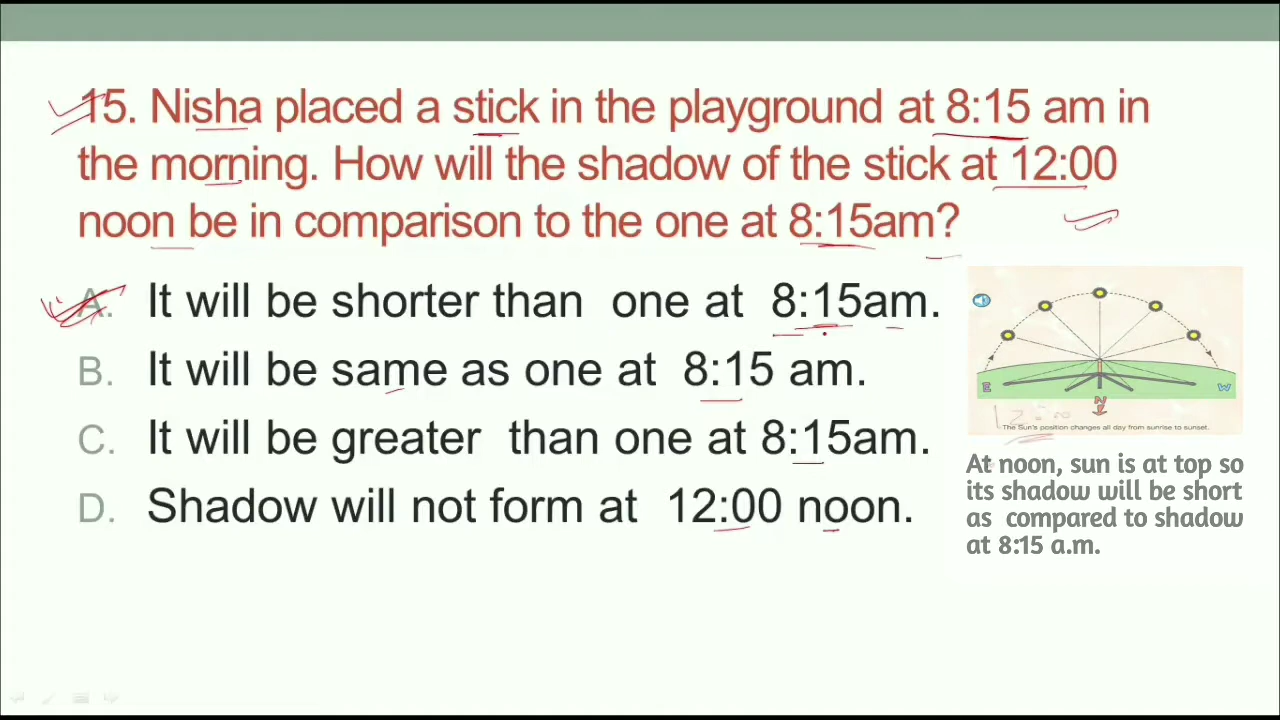 15. Nisha placed a stick in the playground at 8:15 am in
the morning. How will the shadow of the stick at 12:00
noon be in comparison to the one at 8:15am?
A. It will be shorter than one at 8:15am.
B. It will be same as one at 8:15 am.
C. It will be greater than one at 8:15am.
D. Shadow will not form at 12:00 noon.
E
W
N
12:00
The Sun's position changes all day from sunrise to sunset.
At noon, sun is at top so
its shadow will be short
as compared to shadow
at 8:15 a.m.